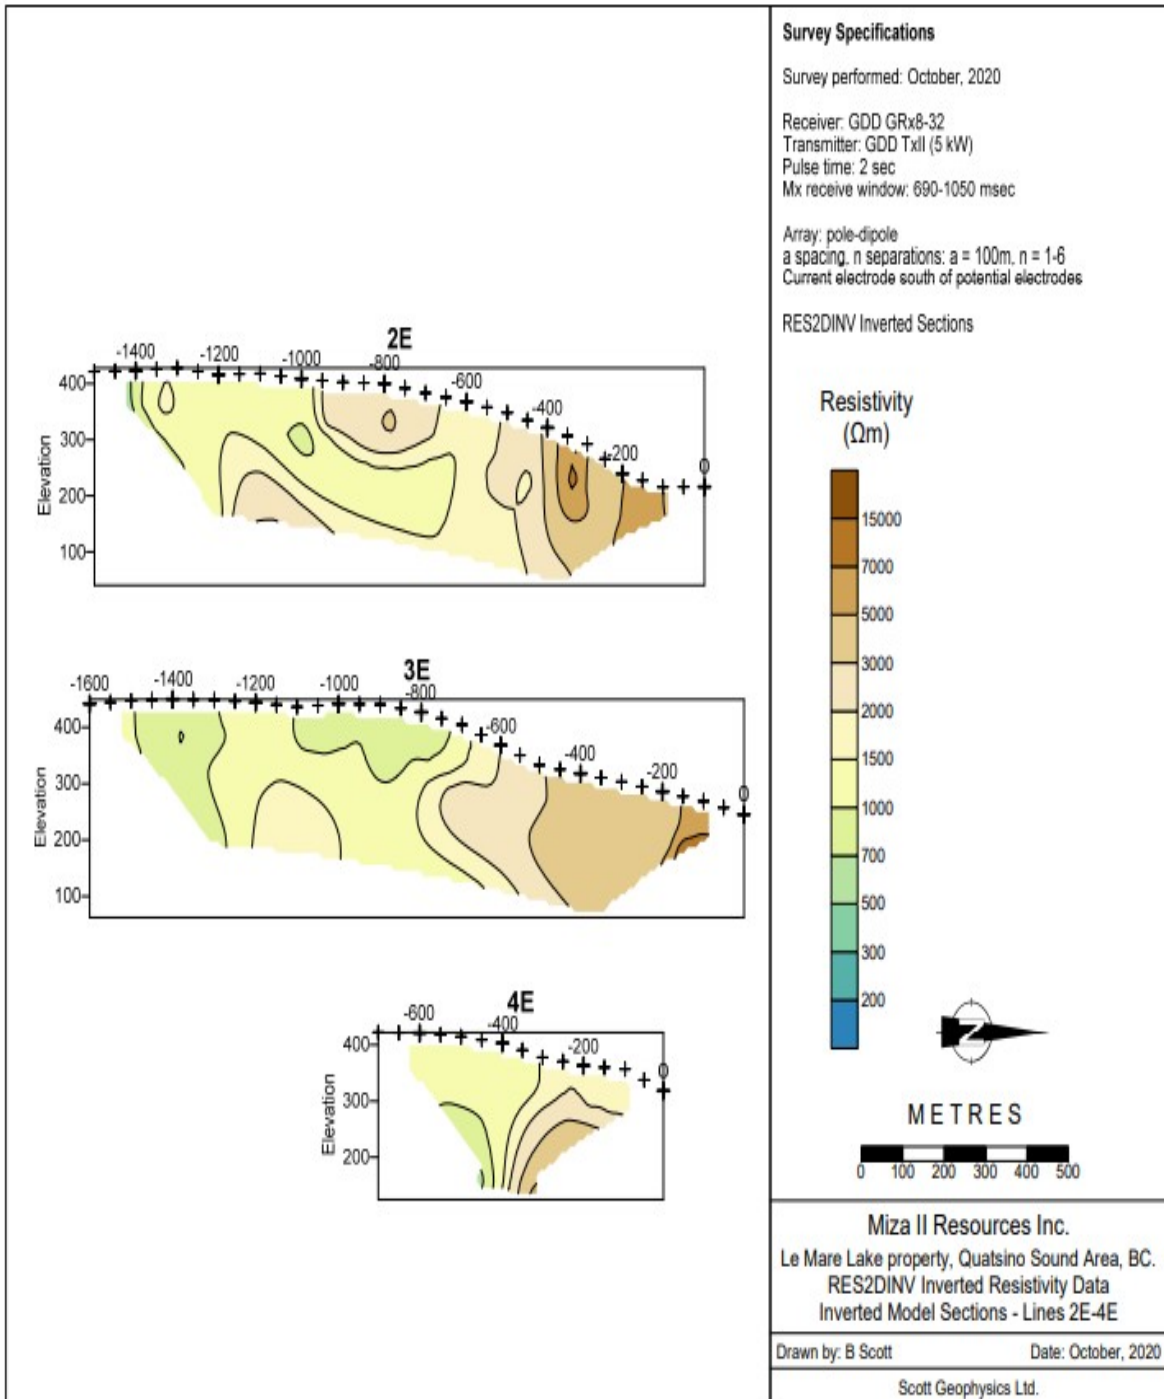 Survey Specifications
Survey performed: October, 2020
Receiver: GDD GRx8-32
Transmitter: GDD TxII (5 kW)
Pulse time: 2 sec
Mx receive window: 690-1050 msec
Array: pole-dipole
a spacing, n separations: a = 100m, n = 1-6
Current electrode south of potential electrodes
RES2DINV Inverted Sections
2E
-1400 -1200 -1000 -800 -600 -400 -200 0
Elevation
400
300
200
100
3E
-1600 -1400 -1200 -1000 -800 -600 -400 -200 0
Elevation
400
300
200
100
4E
-600 -400 -200 0
Elevation
400
300
200
Resistivity
(Ωm)
15000
7000
5000
3000
2000
1500
1000
700
500
300
200
Z
METRES
0 100 200 300 400 500
Miza II Resources Inc.
Le Mare Lake property, Quatsino Sound Area, BC.
RES2DINV Inverted Resistivity Data
Inverted Model Sections - Lines 2E-4E
Drawn by: B Scott Date: October, 2020
Scott Geophysics Ltd.